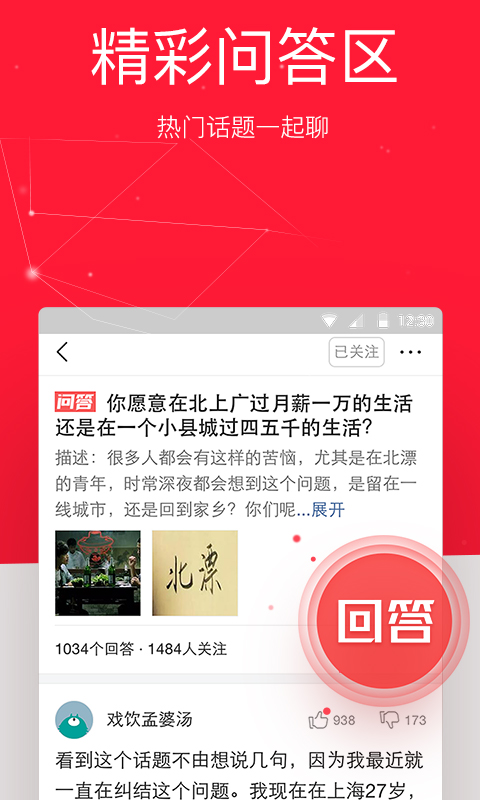 精彩问答区
热门话题一起聊
12:30
已关注
问答 你愿意在北上广过月薪一万的生活
还是在一个小县城过四五千的生活？
描述：很多人都会有这样的苦恼，尤其是在北漂
的青年，时常深夜都会想到这个问题，是留在一
线城市，还是回到家乡？你们呢...展开
北漂
回答
1034个回答 · 1484人关注
戏饮孟婆汤
938
173
看到这个话题不由想说几句，因为我最近就
一直在纠结这个问题。我现在在上海27岁，